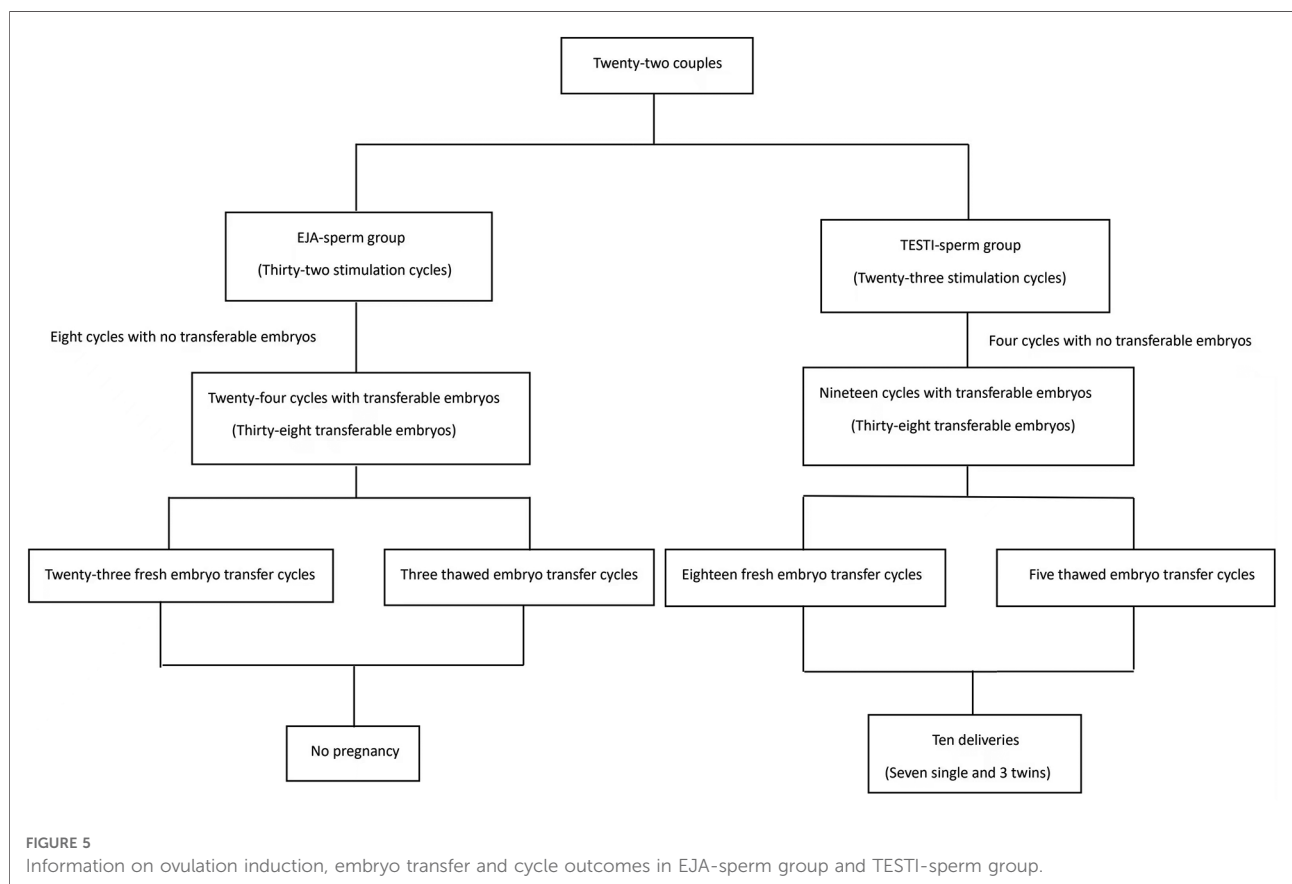 Twenty-two couples
EJA-sperm group
(Thirty-two stimulation cycles)
TESTI-sperm group
(Twenty-three stimulation cycles)
Eight cycles with no transferable embryos
Four cycles with no transferable embryos
Twenty-four cycles with transferable embryos
(Thirty-eight transferable embryos)
Nineteen cycles with transferable embryos
(Thirty-eight transferable embryos)
Twenty-three fresh embryo transfer cycles
Three thawed embryo transfer cycles
Eighteen fresh embryo transfer cycles
Five thawed embryo transfer cycles
No pregnancy
Ten deliveries
(Seven single and 3 twins)
FIGURE 5
Information on ovulation induction, embryo transfer and cycle outcomes in EJA-sperm group and TESTI-sperm group.